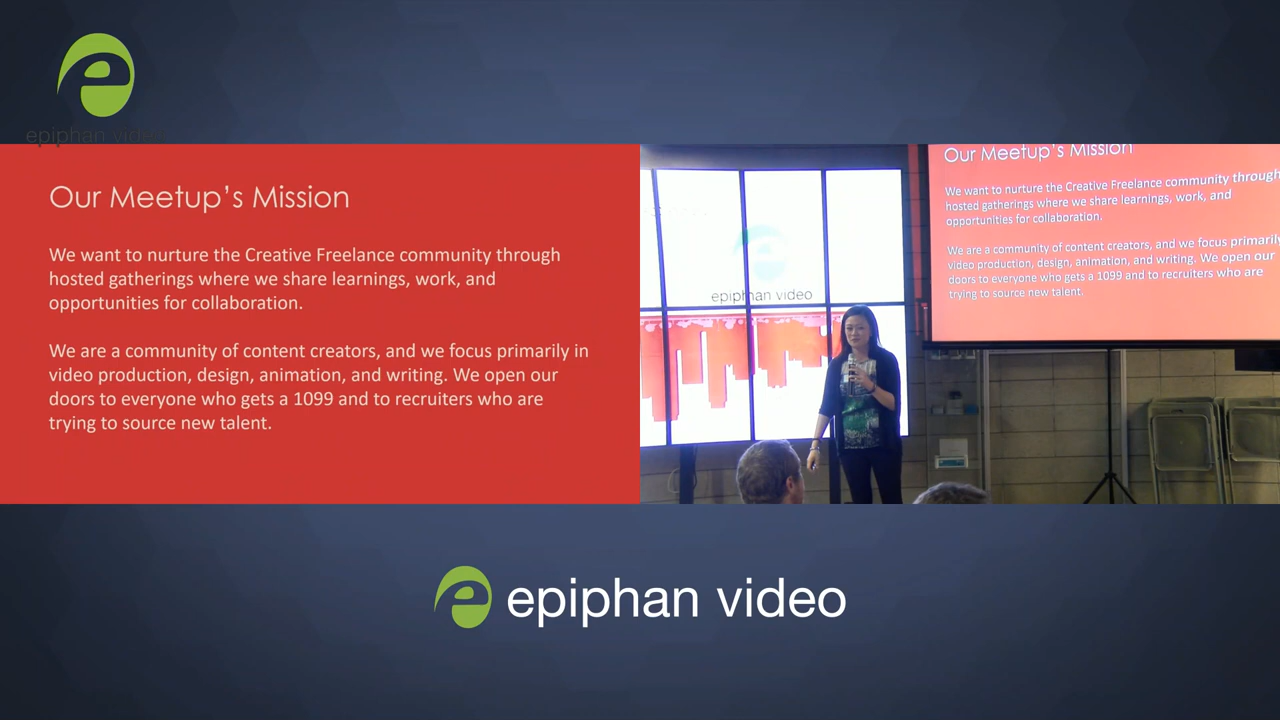 epiphan video
Our Meetup's Mission
We want to nurture the Creative Freelance community through
hosted gatherings where we share learnings, work, and
opportunities for collaboration.
We are a community of content creators, and we focus primarily in
video production, design, animation, and writing. We open our
doors to everyone who gets a 1099 and to recruiters who are
trying to source new talent.
Our Meetup's Mission
We want to nurture the Creative Freelance community through
hosted gatherings where we share learnings, work, and
opportunities for collaboration.
We are a community of content creators, and we focus primarily
video production, design, animation, and writing. We open our
doors to everyone who gets a 1099 and to recruiters who are
trying to source new talent.
epiphan video
epiphan video